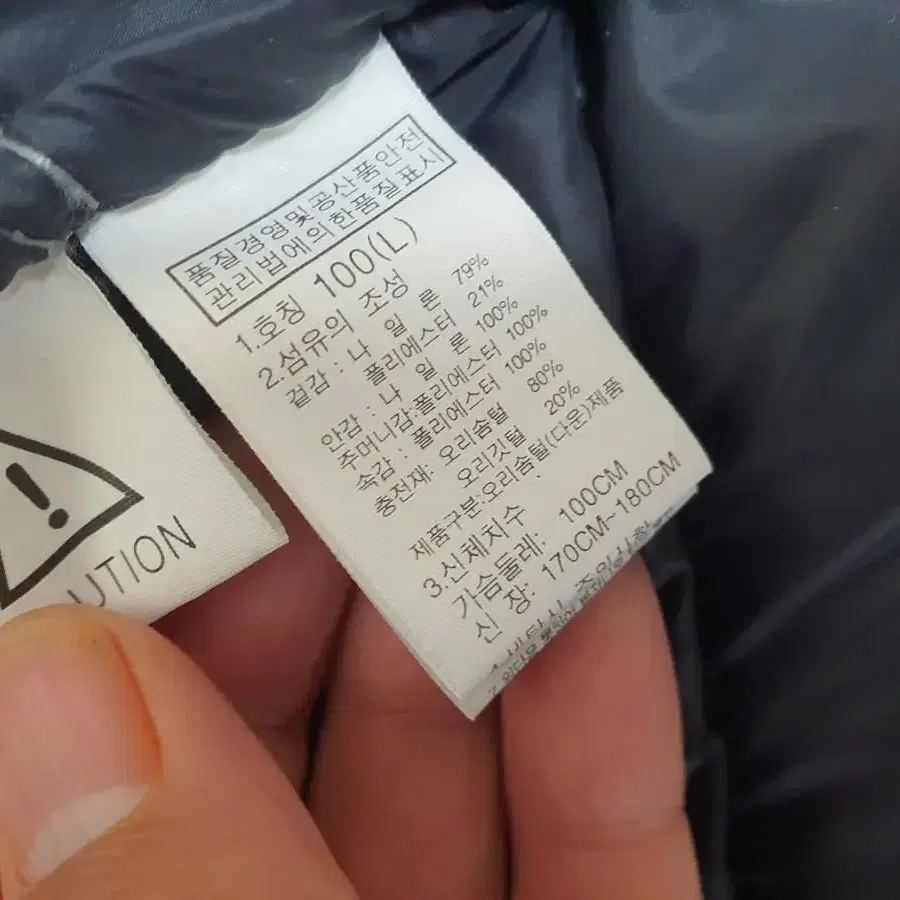 품질경영및공산품안전
관리법에의한품질표시
1.호칭 100(L)
2.섬유의 조성
겉감 : 나 일 론 79%
폴리에스터 21%
안감 : 나 일 론 100%
주머니감:폴리에스터 100%
속감 : 폴리에스터 100%
충전재: 오리솜털 80%
오리깃털 20%
제품구분:오리솜털(다운)제품
3.신체치수 :
가슴둘레: 100CM
신 장: 170CM~180CM
UTION